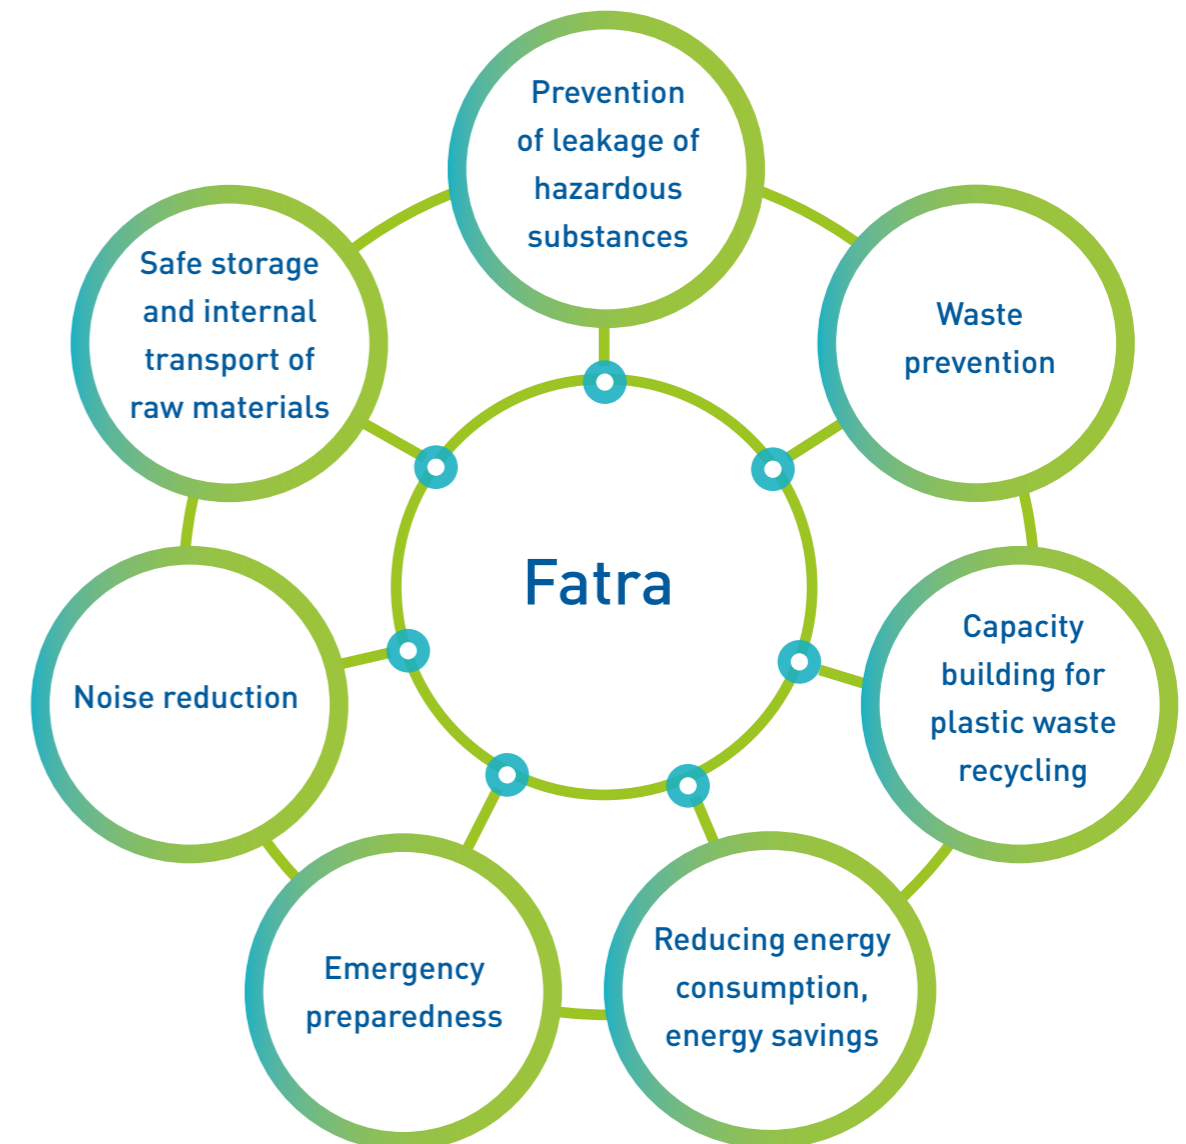 Prevention
of leakage of
hazardous
substances
Waste
prevention
Capacity
building for
plastic waste
recycling
Reducing energy
consumption,
energy savings
Emergency
preparedness
Noise reduction
Safe storage
and internal
transport of
raw materials
Fatra